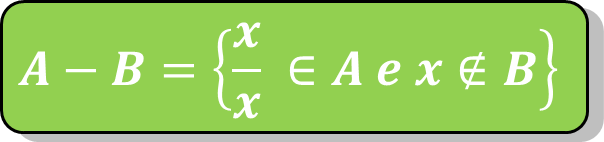 A − B = {x/x ∈ A e x ∉ B}